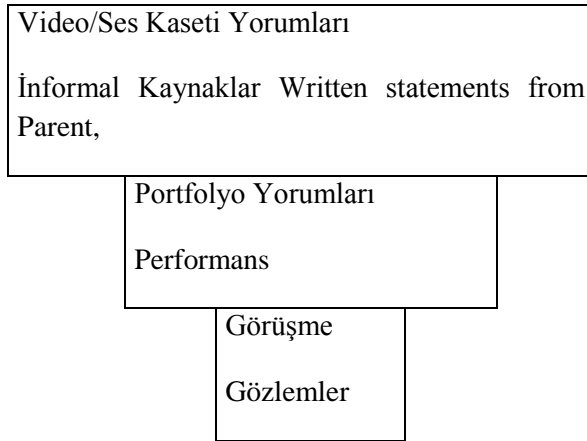 Video/Ses Kaseti Yorumları
İnformal Kaynaklar Written statements from
Parent,
Portfolyo Yorumları
Performans
Görüşme
Gözlemler